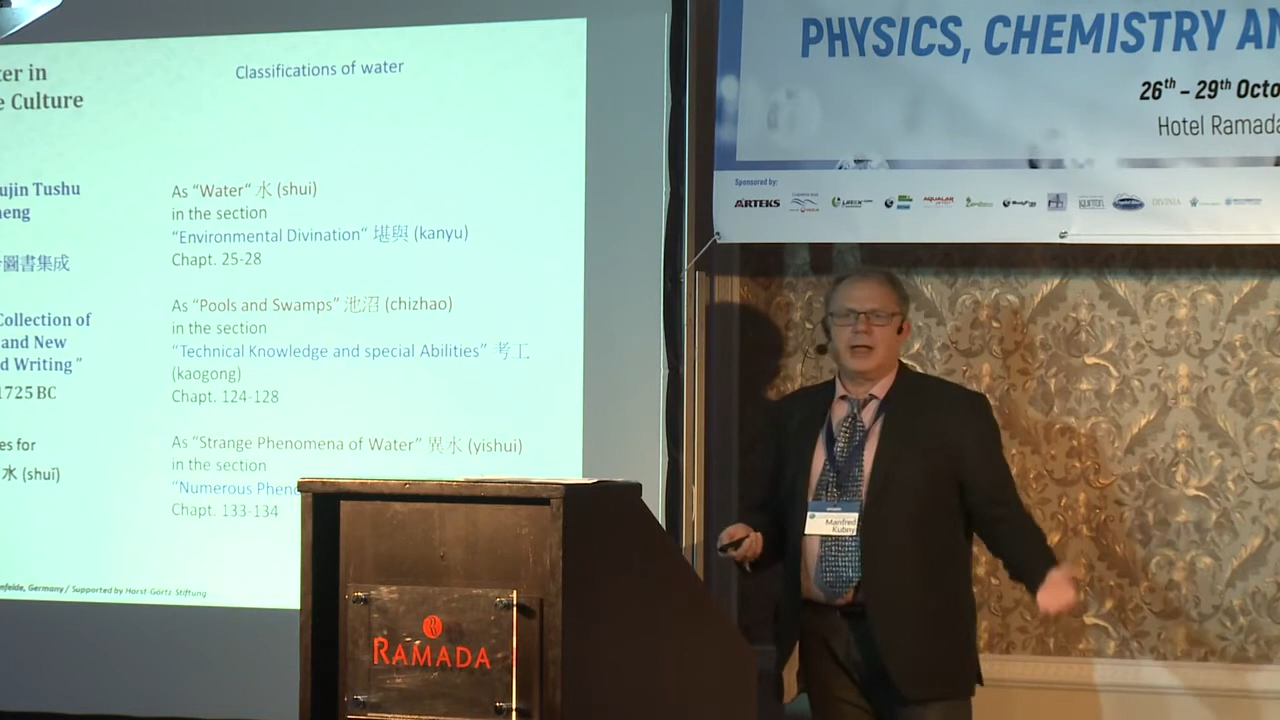 ter in
e Culture
Classifications of water
ujin Tushu
heng
圖書集成
Collection of
and New
d Writing "
1725 BC
es for
水 (shui)
As "Water" 水 (shui)
in the section
"Environmental Divination" 堪與 (kanyu)
Chapt. 25-28
As "Pools and Swamps" 池沼 (chizhao)
in the section
"Technical Knowledge and special Abilities" 考工
(kaogong)
Chapt. 124-128
As "Strange Phenomena of Water" 異水 (yishui)
in the section
"Numerous Phene
Chapt. 133-134
nfelde, Germany / Supported by Horst Görtz Stiftung
PHYSICS, CHEMISTRY AN
26th – 29th Octo
Hotel Ramada
Sponsored by:
ARTEKS
AQUALAR
DIVINIA
Manfred
Kubny
RAMADA